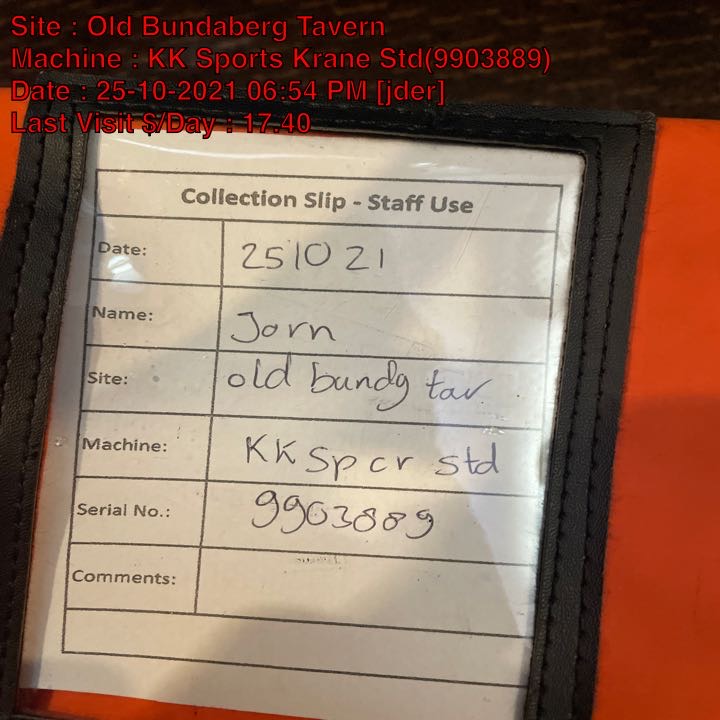 Site : Old Bundaberg Tavern
Machine : KK Sports Krane Std(9903889)
Date : 25-10-2021 06:54 PM [jder]
Last Visit $/Day : 17.40
Collection Slip - Staff Use
Date: 251021
Name: Jorn
Site: old bundg tav
Machine: KK Sp cr std
Serial No.: 9903889
Comments: